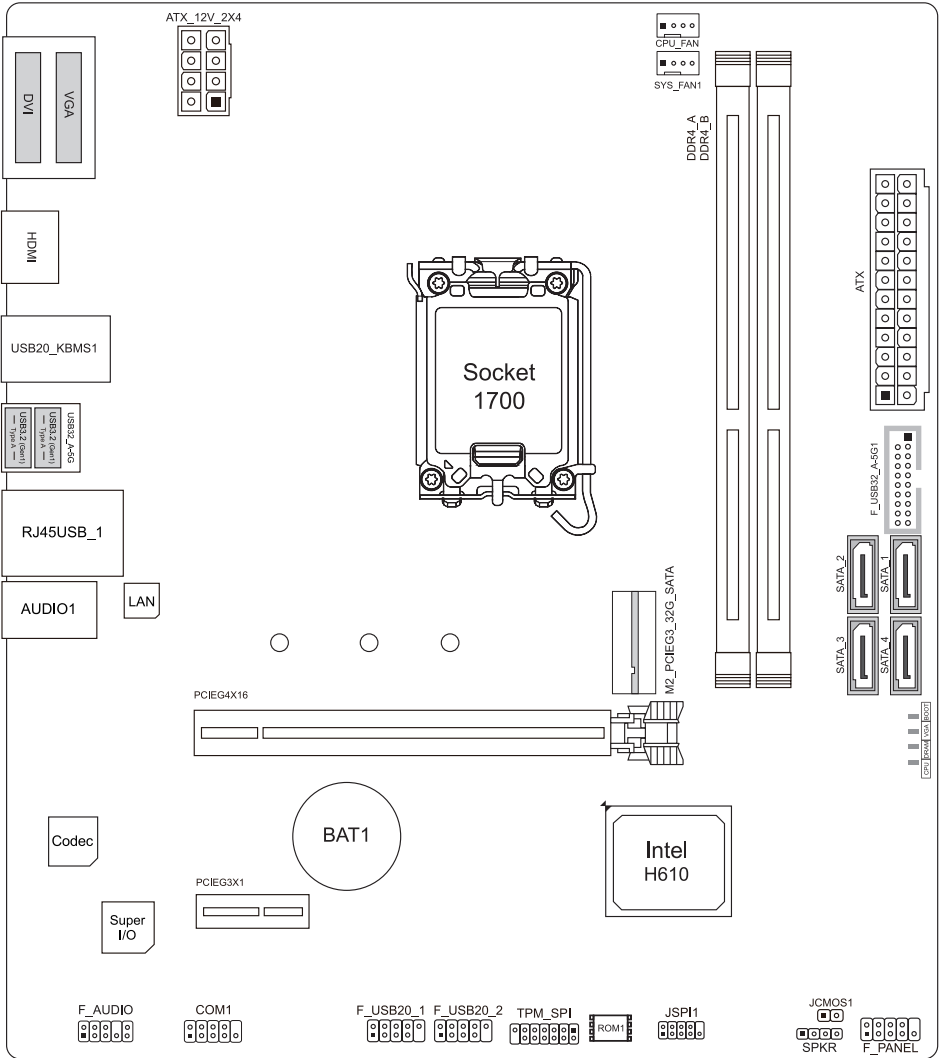 ATX_12V_2X4
CPU_FAN
SYS_FAN1
DVI
VGA
DDR4_A
DDR4_B
HDMI
ATX
USB20_KBMS1
Socket
1700
USB3.2 (Gen1)
Type A
USB3.2 (Gen1)
Type A
USB32_A-5G
F_USB32_A-5G1
RJ45USB_1
SATA_2
SATA_1
AUDIO1
LAN
M2_PCIEG3_32G_SATA
SATA_3
SATA_4
PCIEG4X16
BOOT
VGA
DRAM
CPU
BAT1
Codec
Intel
H610
PCIEG3X1
Super
I/O
F_AUDIO
COM1
F_USB20_1
F_USB20_2
TPM_SPI
ROM1
JSPI1
JCMOS1
SPKR
F_PANEL